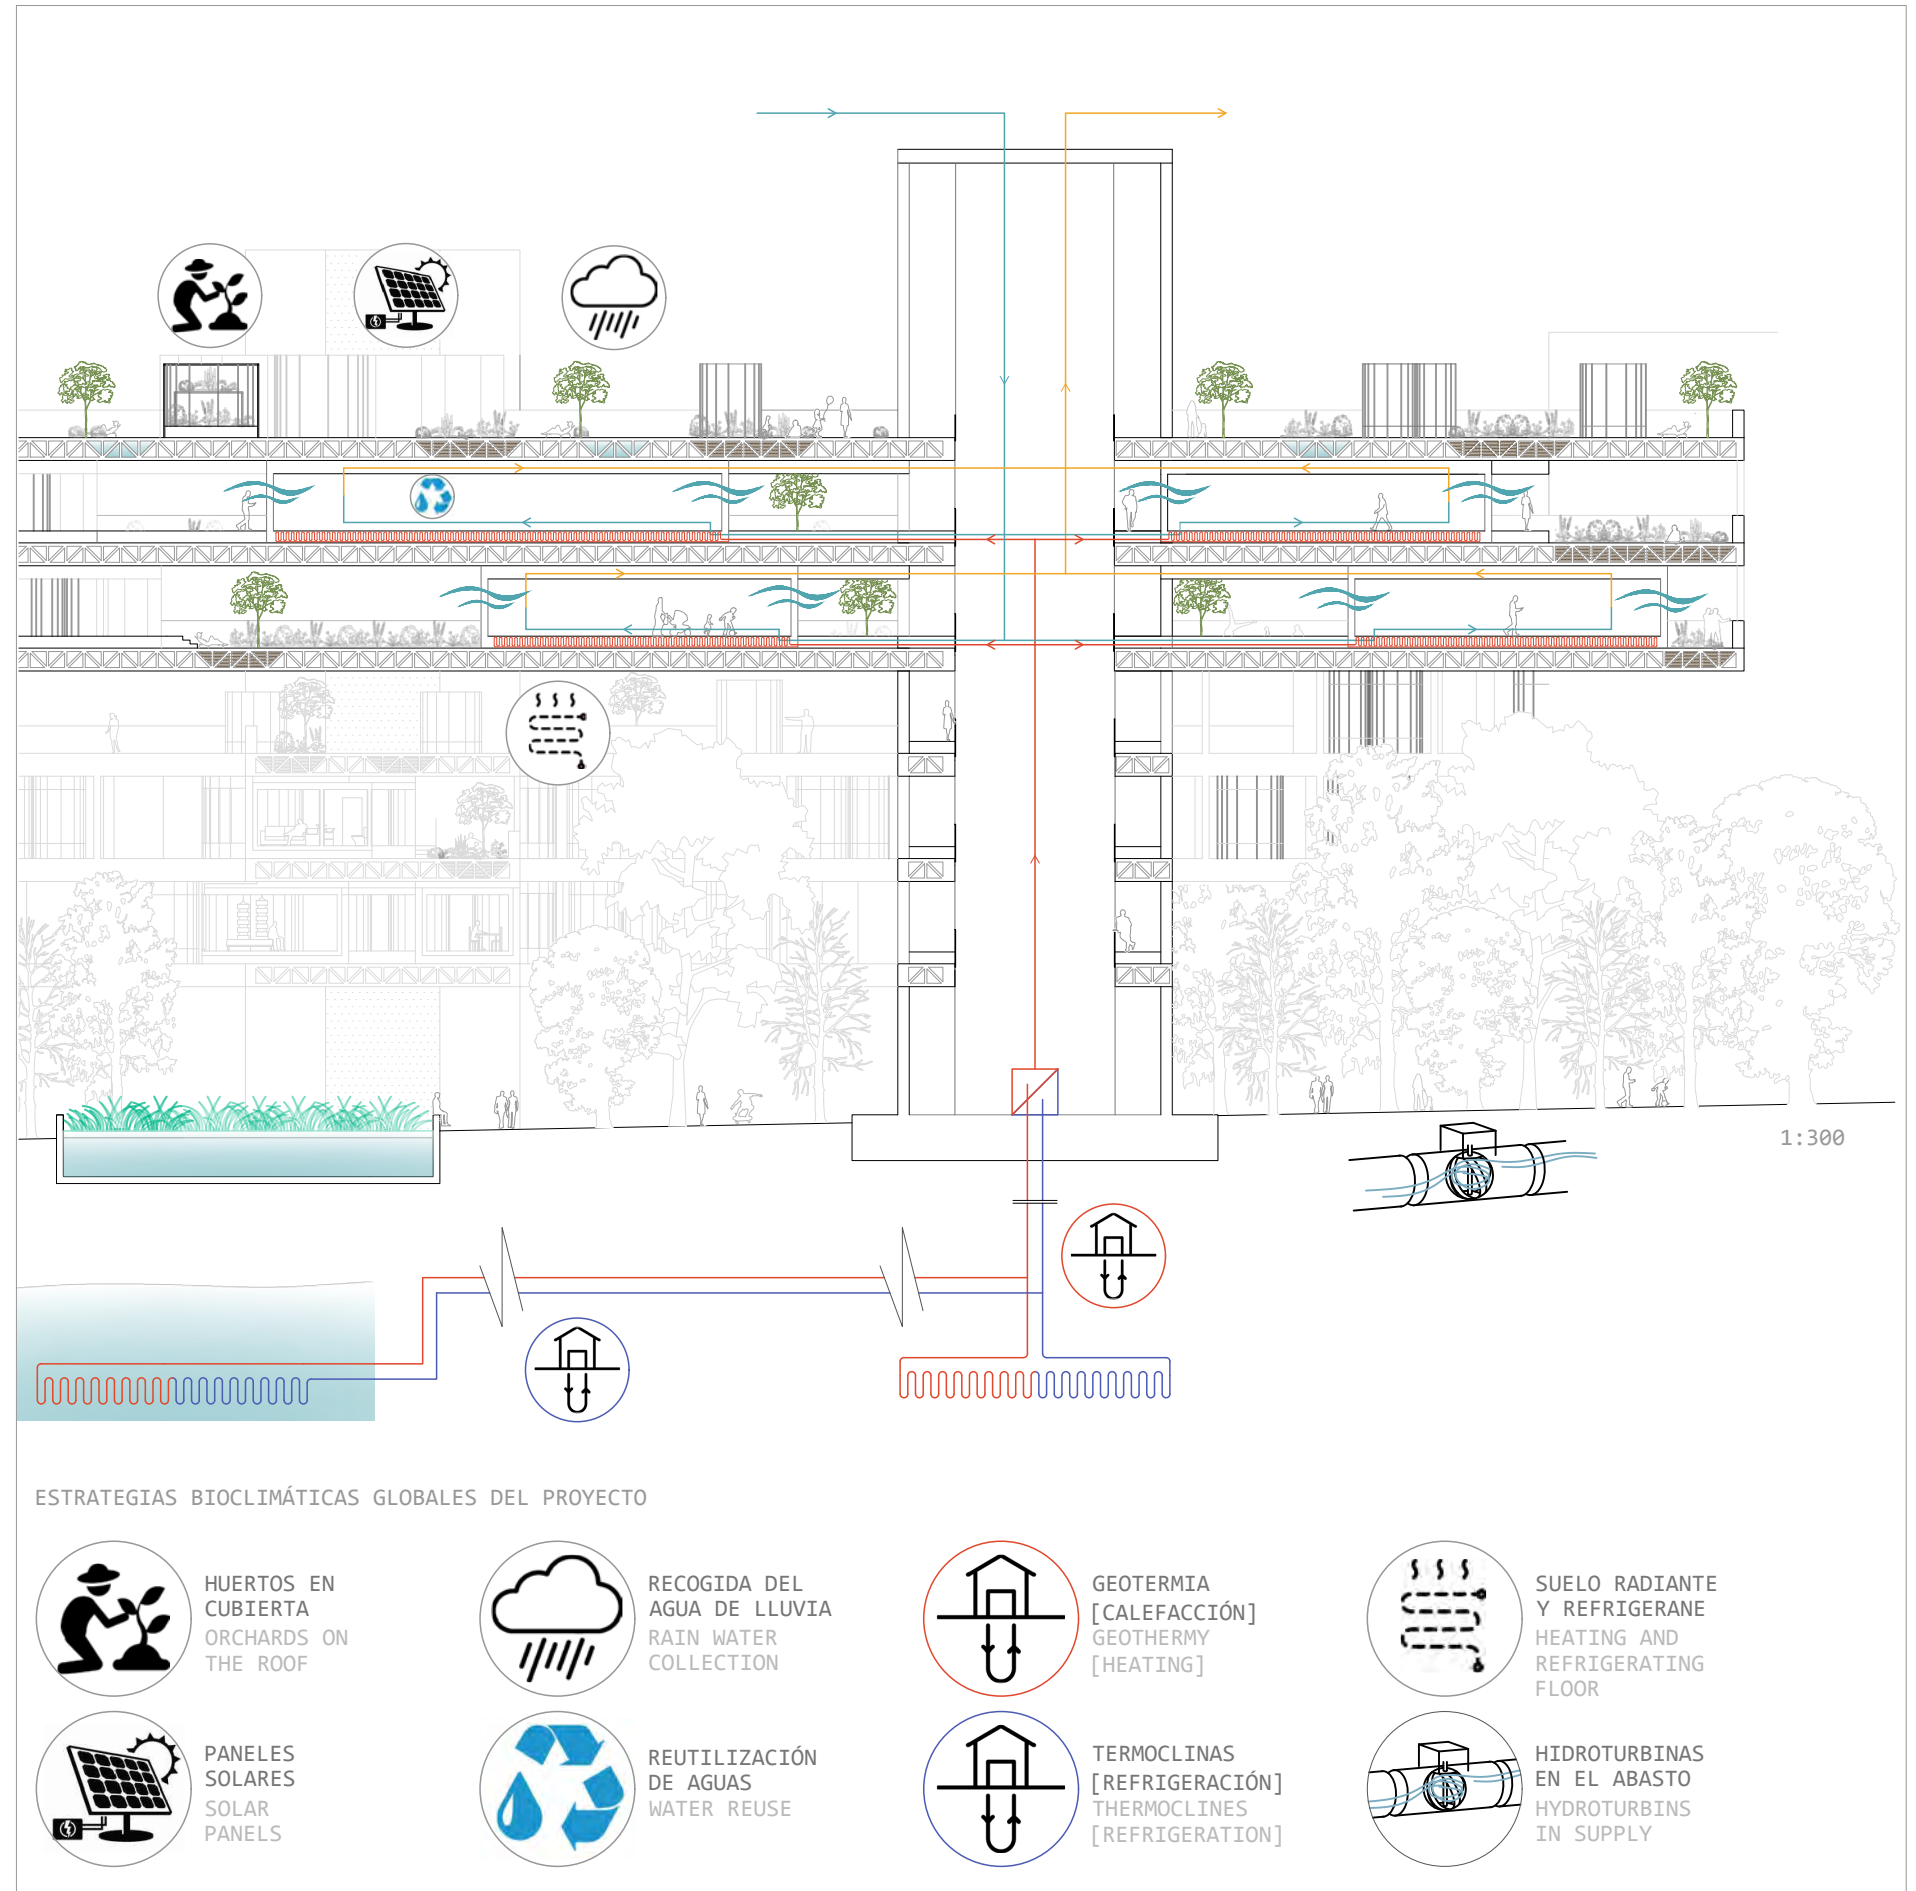 1:300
ESTRATEGIAS BIOCLIMÁTICAS GLOBALES DEL PROYECTO
HUERTOS EN
CUBIERTA
ORCHARDS ON
THE ROOF
RECOGIDA DEL
AGUA DE LLUVIA
RAIN WATER
COLLECTION
GEOTERMIA
[CALEFACCIÓN]
GEOTHERMY
[HEATING]
SUELO RADIANTE
Y REFRIGERANE
HEATING AND
REFRIGERATING
FLOOR
PANELES
SOLARES
SOLAR
PANELS
REUTILIZACIÓN
DE AGUAS
WATER REUSE
TERMOCLINAS
[REFRIGERACIÓN]
THERMOCLINES
[REFRIGERATION]
HIDROTURBINAS
EN EL ABASTO
HYDROTURBINS
IN SUPPLY